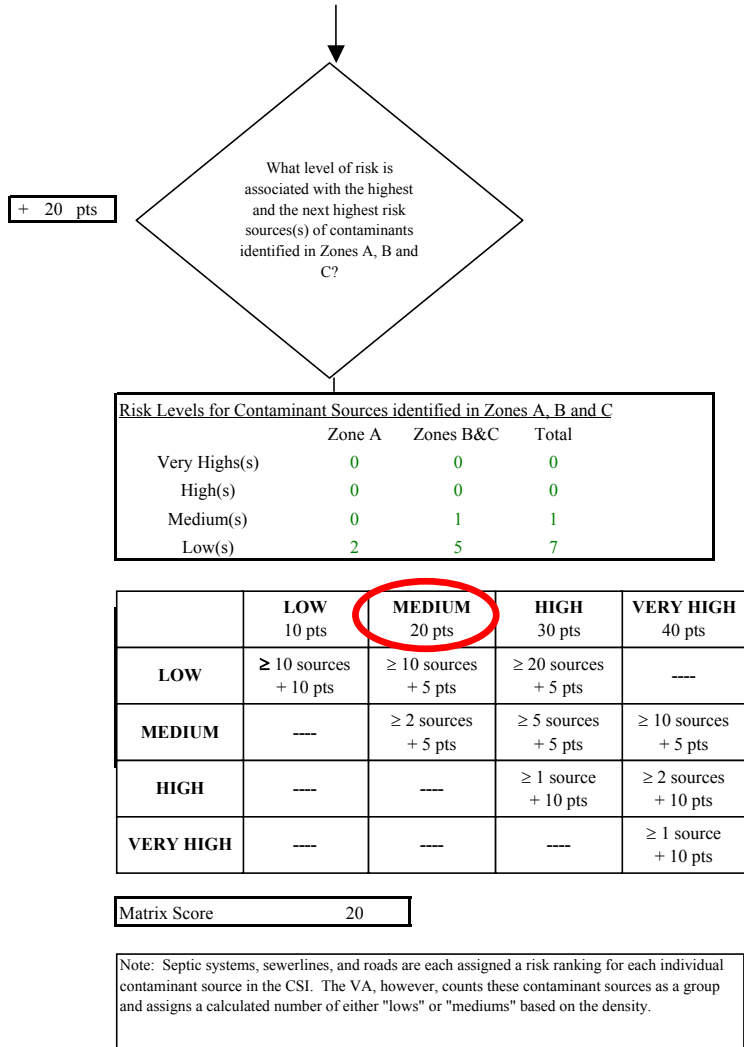 What level of risk is
associated with the highest
and the next highest risk
sources(s) of contaminants
identified in Zones A, B and
C?
+ 20 pts
Risk Levels for Contaminant Sources identified in Zones A, B and C
Zone A Zones B&C Total
Very Highs(s) 0 0 0
High(s) 0 0 0
Medium(s) 0 1 1
Low(s) 2 5 7
LOW MEDIUM HIGH VERY HIGH
10 pts 20 pts 30 pts 40 pts
LOW ≥ 10 sources + 10 pts ≥ 10 sources + 5 pts ≥ 20 sources + 5 pts ----
MEDIUM ---- ≥ 2 sources + 5 pts ≥ 5 sources + 5 pts ≥ 10 sources + 5 pts
HIGH ---- ---- ≥ 1 source + 10 pts ≥ 2 sources + 10 pts
VERY HIGH ---- ---- ---- ≥ 1 source + 10 pts
Matrix Score 20
Note: Septic systems, sewerlines, and roads are each assigned a risk ranking for each individual
contaminant source in the CSI. The VA, however, counts these contaminant sources as a group
and assigns a calculated number of either "lows" or "mediums" based on the density.